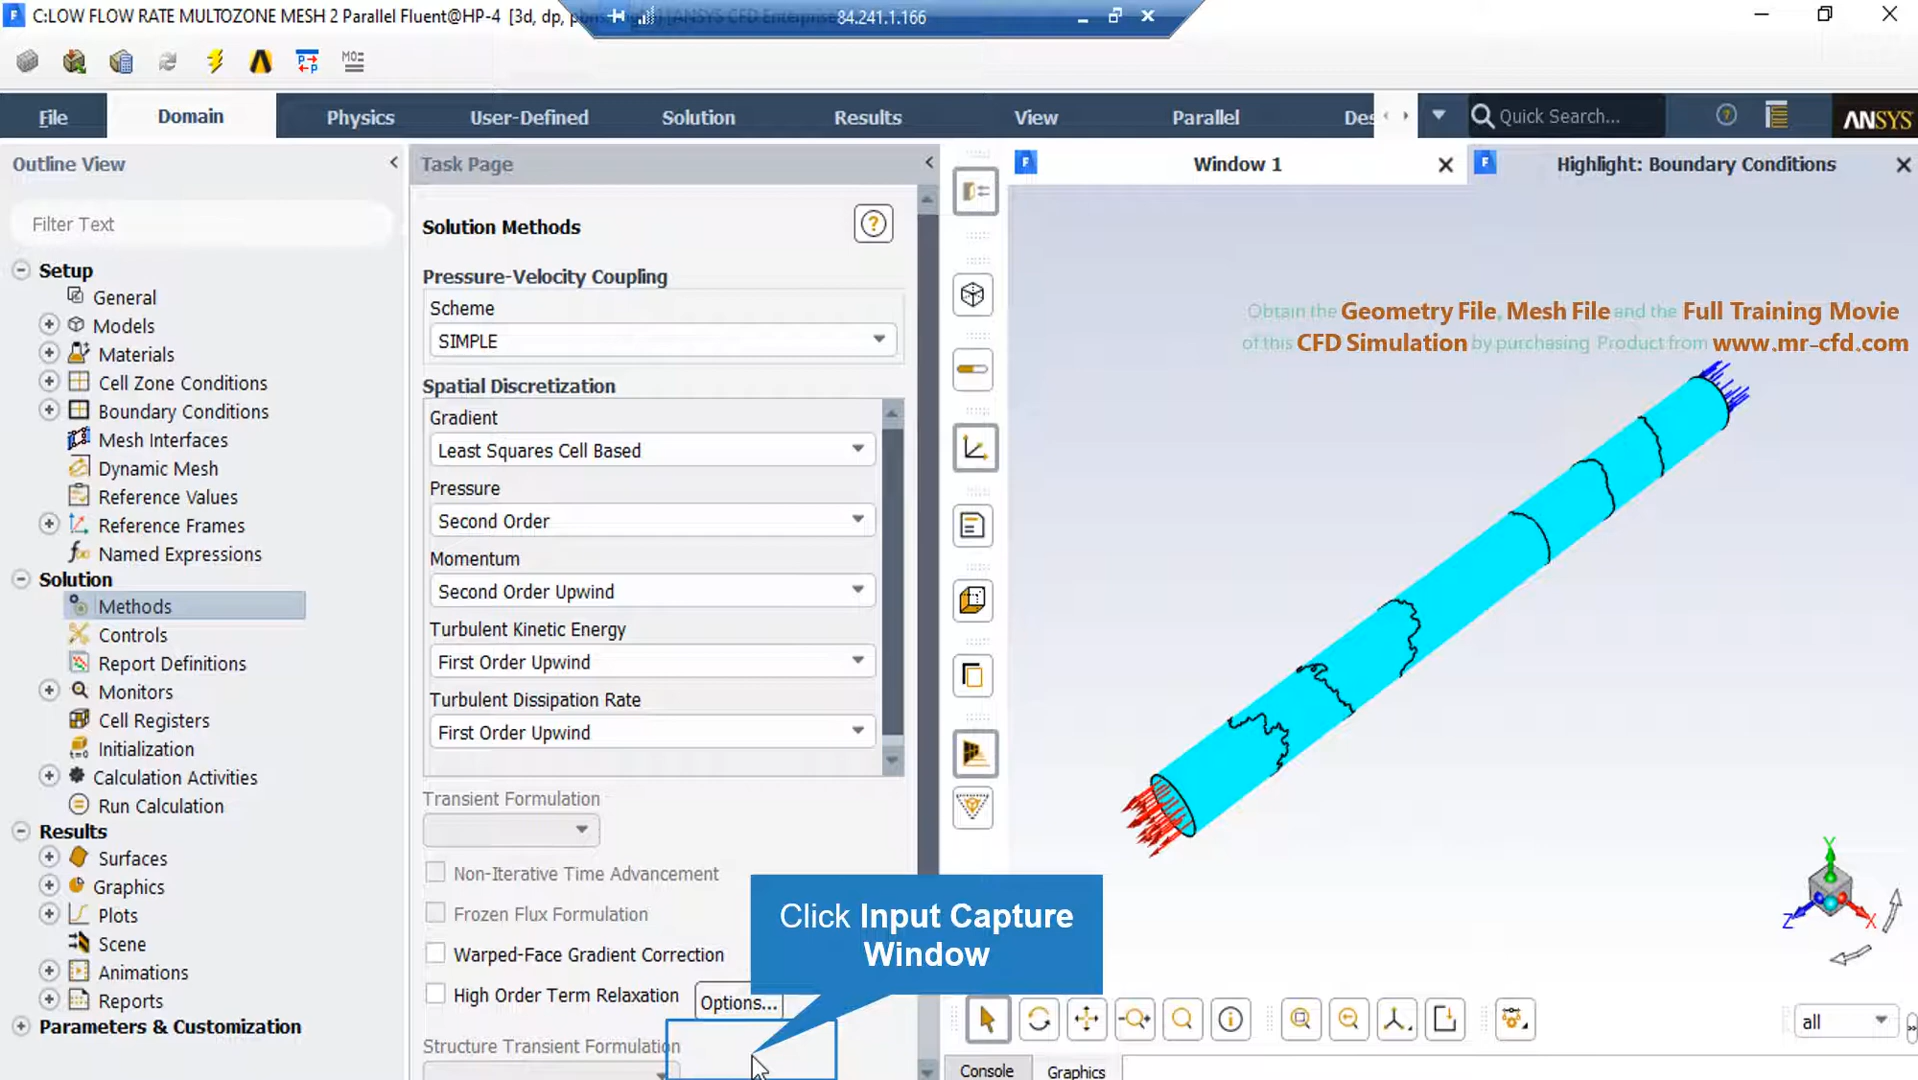 C:LOW FLOW RATE MULTOZONE MESH 2 Parallel Fluent@HP-4 [3d, dp, pbns
[ANSYS CFD Enterprise
84.241.1.166
File
Domain
Physics
User-Defined
Solution
Results
View
Parallel
Des
Quick Search...
ANSYS
Outline View
Task Page
Window 1
Highlight: Boundary Conditions
Filter Text
Setup
General
Models
Materials
Cell Zone Conditions
Boundary Conditions
Mesh Interfaces
Dynamic Mesh
Reference Values
Reference Frames
Named Expressions
Solution
Methods
Controls
Report Definitions
Monitors
Cell Registers
Initialization
Calculation Activities
Run Calculation
Results
Surfaces
Graphics
Plots
Scene
Animations
Reports
Parameters & Customization
Solution Methods
Pressure-Velocity Coupling
Scheme
SIMPLE
Spatial Discretization
Gradient
Least Squares Cell Based
Pressure
Second Order
Momentum
Second Order Upwind
Turbulent Kinetic Energy
First Order Upwind
Turbulent Dissipation Rate
First Order Upwind
Transient Formulation
Non-Iterative Time Advancement
Frozen Flux Formulation
Warped-Face Gradient Correction
High Order Term Relaxation
Options...
Structure Transient Formulation
Click Input Capture
Window
Obtain the Geometry File, Mesh File and the Full Training Movie
of this CFD Simulation by purchasing Product from www.mr-cfd.com
Y
Z
X
all
Console
Graphics